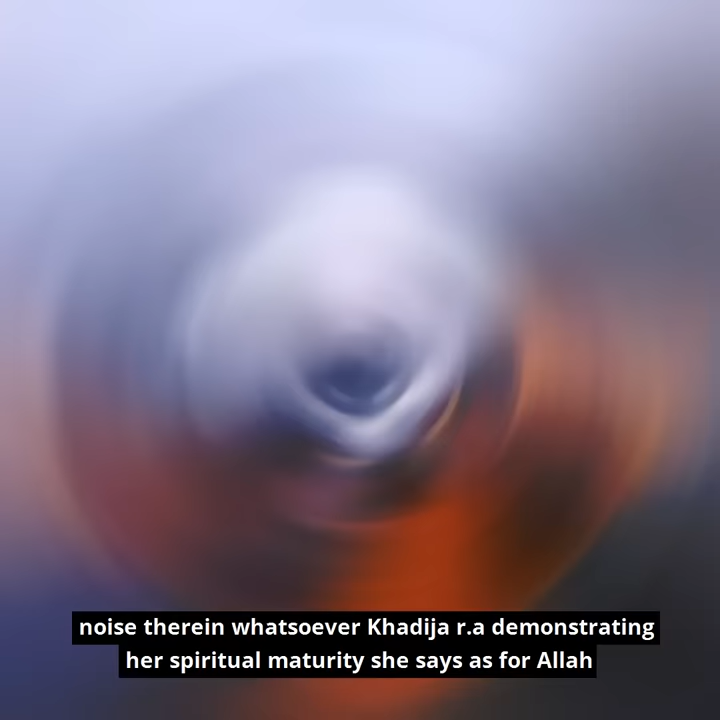 noise therein whatsoever Khadija r.a demonstrating
her spiritual maturity she says as for Allah